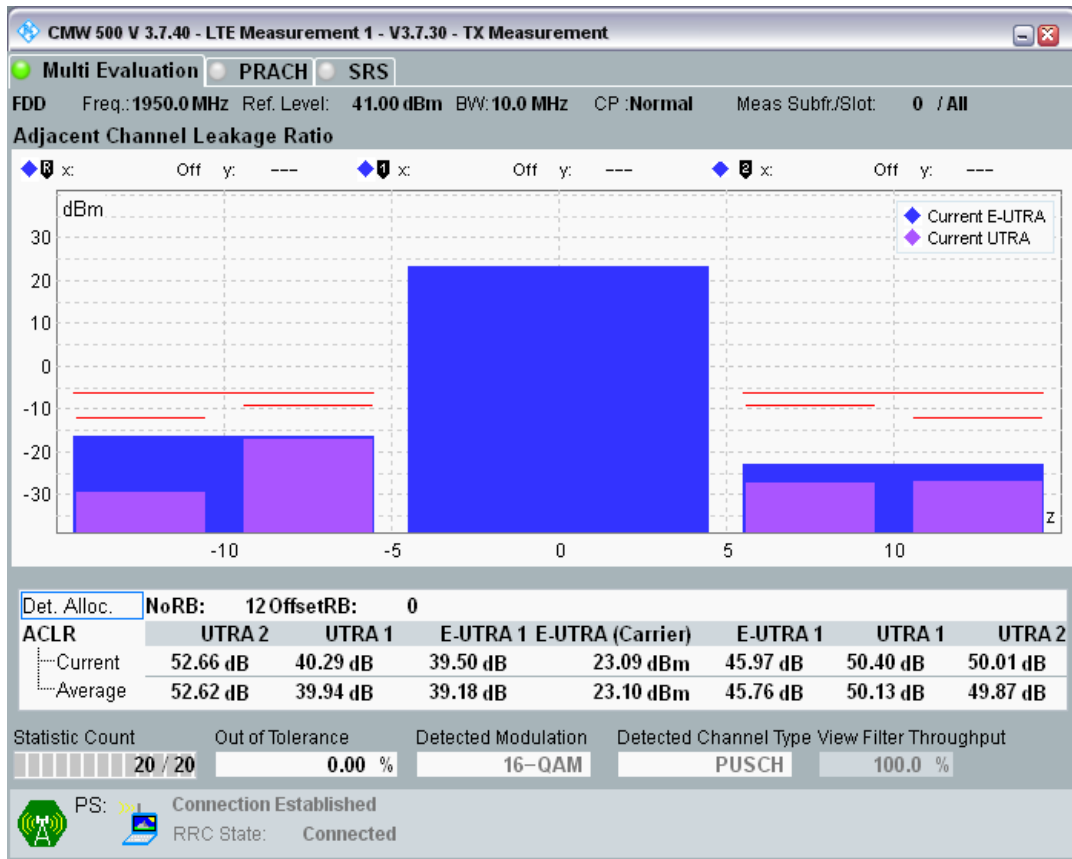 CMW 500 V 3.7.40 - LTE Measurement 1 - V3.7.30 - TX Measurement
Multi Evaluation PRACH SRS
FDD Freq.: 1950.0 MHz Ref. Level: 41.00 dBm BW: 10.0 MHz CP :Normal Meas Subfr./Slot: 0 / All
Adjacent Channel Leakage Ratio
R x: Off y: --- 1 x: Off y: --- 2 x: Off y: ---
dBm
Current E-UTRA
Current UTRA
30
20
10
0
-10
-20
-30
z
-10 -5 0 5 10
Det. Alloc. NoRB: 12 OffsetRB: 0
ACLR UTRA 2 UTRA 1 E-UTRA 1 E-UTRA (Carrier) E-UTRA 1 UTRA 1 UTRA 2
Current 52.66 dB 40.29 dB 39.50 dB 23.09 dBm 45.97 dB 50.40 dB 50.01 dB
Average 52.62 dB 39.94 dB 39.18 dB 23.10 dBm 45.76 dB 50.13 dB 49.87 dB
Statistic Count Out of Tolerance Detected Modulation Detected Channel Type View Filter Throughput
20 / 20 0.00 % 16-QAM PUSCH 100.0 %
PS: Connection Established
RRC State: Connected